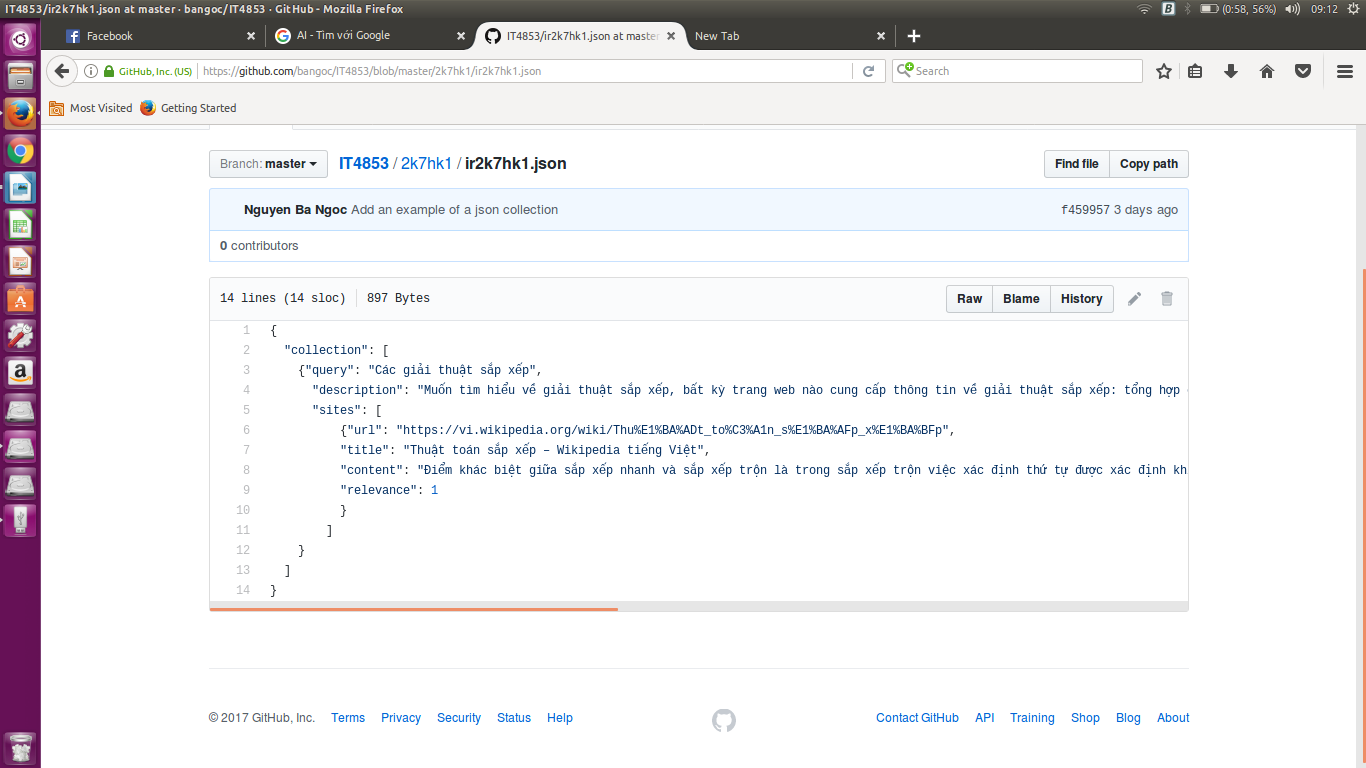 IT4853/ir2k7hk1.json at master · bangoc/IT4853 · GitHub - Mozilla Firefox
(0:58, 56%)
09:12
Facebook
AI - Tìm với Google
IT4853/ir2k7hk1.json at master
New Tab
GitHub, Inc. (US)
https://github.com/bangoc/IT4853/blob/master/2k7hk1/ir2k7hk1.json
Search
Most Visited
Getting Started
Branch: master
IT4853 / 2k7hk1 / ir2k7hk1.json
Find file
Copy path
Nguyen Ba Ngoc Add an example of a json collection
f459957 3 days ago
0 contributors
14 lines (14 sloc)
897 Bytes
Raw
Blame
History
1 {
2 "collection": [
3 {"query": "Các giải thuật sắp xếp",
4 "description": "Muốn tìm hiểu về giải thuật sắp xếp, bất kỳ trang web nào cung cấp thông tin về giải thuật sắp xếp: tổng hợp
5 "sites": [
6 {"url": "https://vi.wikipedia.org/wiki/Thu%E1%BA%ADt_to%C3%A1n_s%E1%BA%AFp_x%E1%BA%BFp",
7 "title": "Thuật toán sắp xếp – Wikipedia tiếng Việt",
8 "content": "Điểm khác biệt giữa sắp xếp nhanh và sắp xếp trộn là trong sắp xếp trộn việc xác định thứ tự được xác định
9 "relevance": 1
10 }
11 ]
12 }
13 ]
14 }
© 2017 GitHub, Inc.
Terms
Privacy
Security
Status
Help
Contact GitHub
API
Training
Shop
Blog
About